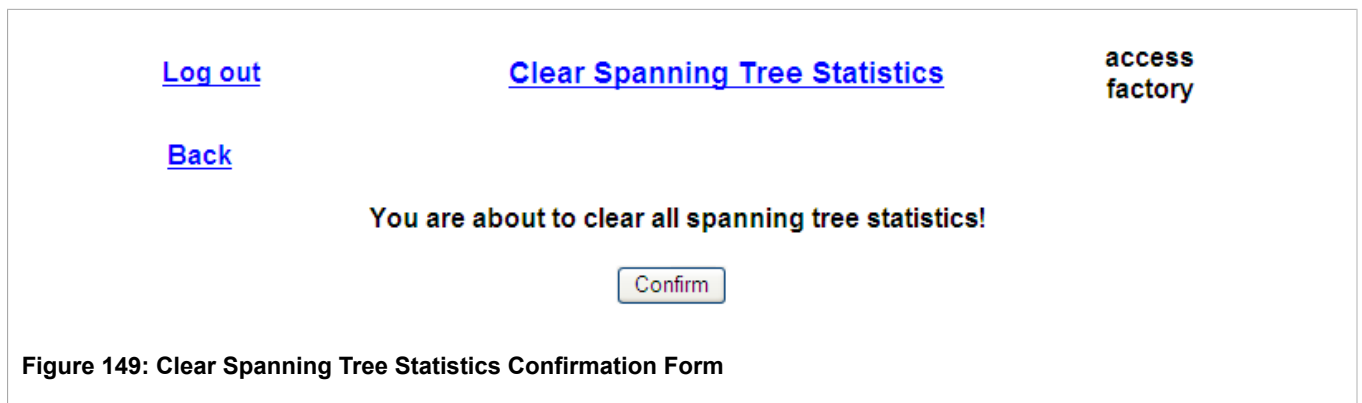 Log out
Clear Spanning Tree Statistics
access
factory
Back
You are about to clear all spanning tree statistics!
Confirm
Figure 149: Clear Spanning Tree Statistics Confirmation Form